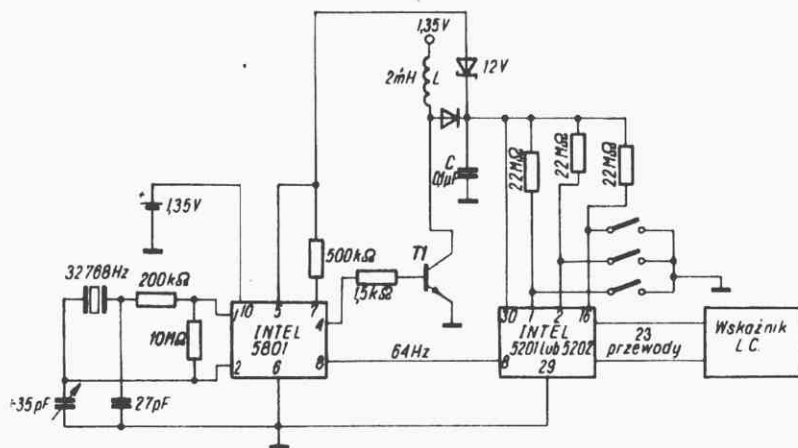 1,35V
2mH
L
12V
C
0,1µF
22MΩ
22MΩ
22MΩ
+
1,35V
32768Hz
200kΩ
500kΩ
T1
1,5kΩ
10MΩ
1
10
5
7
INTEL
5801
4
8
2
6
64Hz
30
1
2
16
INTEL
5201 lub 5202
8
29
23
przewody
Wskaźnik
L.C.
35pF
27pF